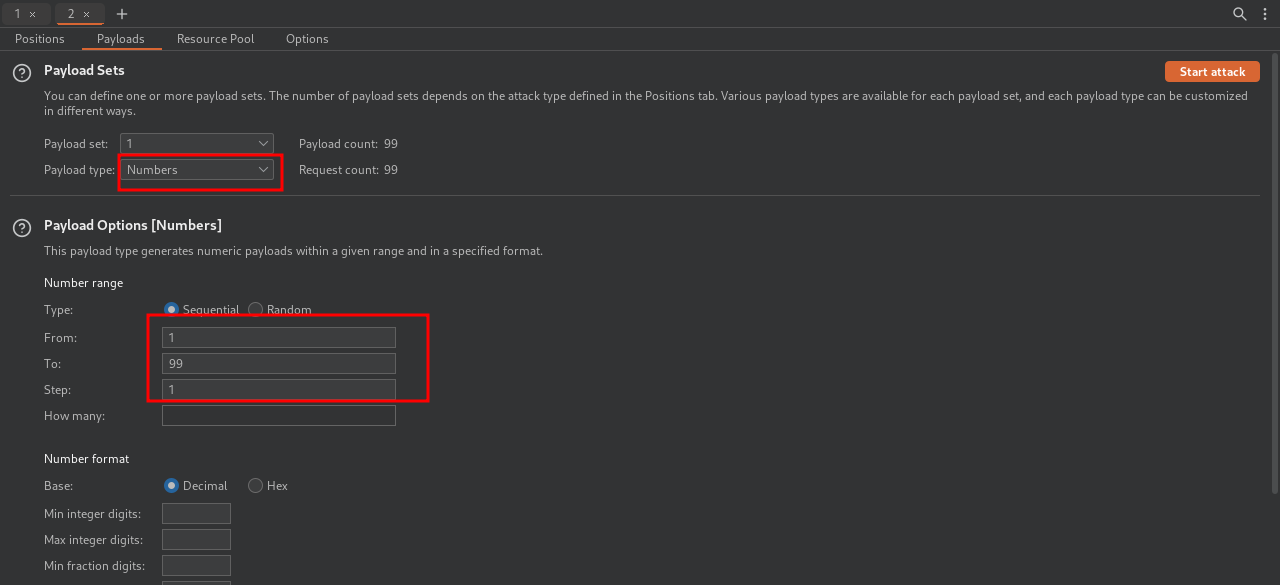 1 × 2 × +
Positions Payloads Resource Pool Options
? Payload Sets Start attack
You can define one or more payload sets. The number of payload sets depends on the attack type defined in the Positions tab. Various payload types are available for each payload set, and each payload type can be customized
in different ways.
Payload set: 1 Payload count: 99
Payload type: Numbers Request count: 99
? Payload Options [Numbers]
This payload type generates numeric payloads within a given range and in a specified format.
Number range
Type: Sequential Random
From: 1
To: 99
Step: 1
How many:
Number format
Base: Decimal Hex
Min integer digits:
Max integer digits:
Min fraction digits: